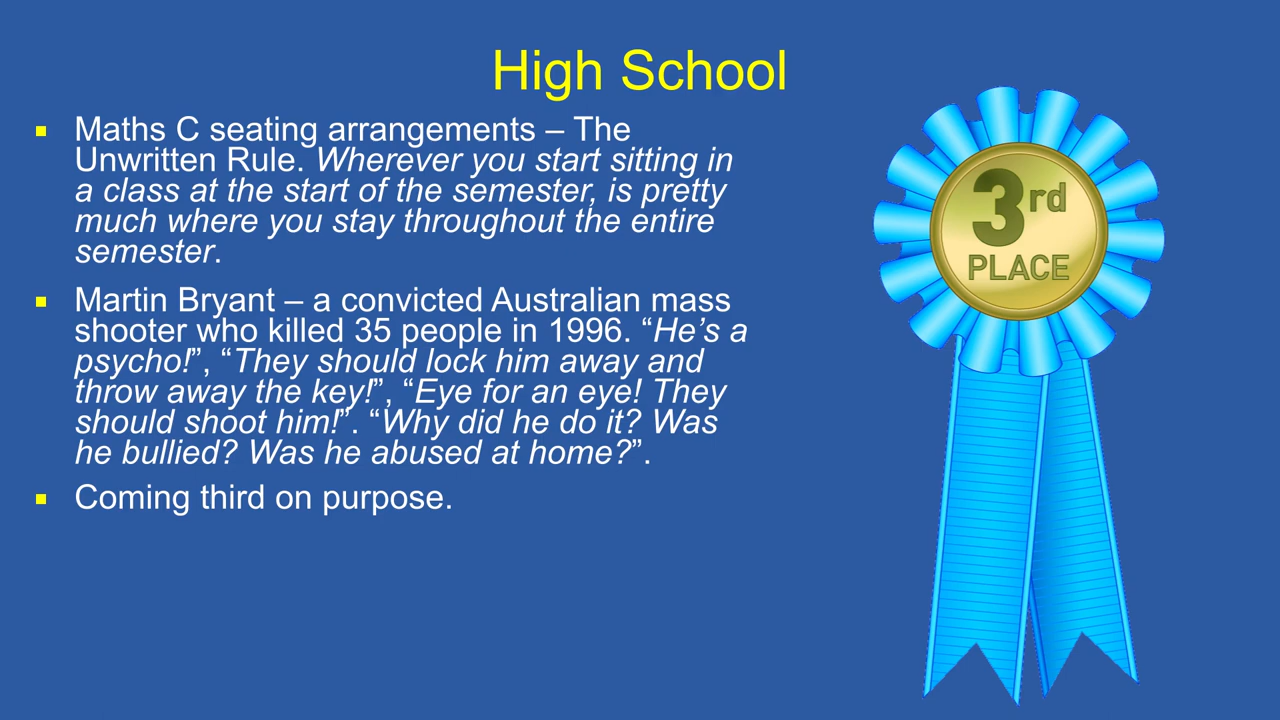 High School
Maths C seating arrangements – The
Unwritten Rule. Wherever you start sitting in
a class at the start of the semester, is pretty
much where you stay throughout the entire
semester.
Martin Bryant – a convicted Australian mass
shooter who killed 35 people in 1996. “He’s a
psycho!”, “They should lock him away and
throw away the key!”, “Eye for an eye! They
should shoot him!”. “Why did he do it? Was
he bullied? Was he abused at home?”.
Coming third on purpose.
3rd
PLACE